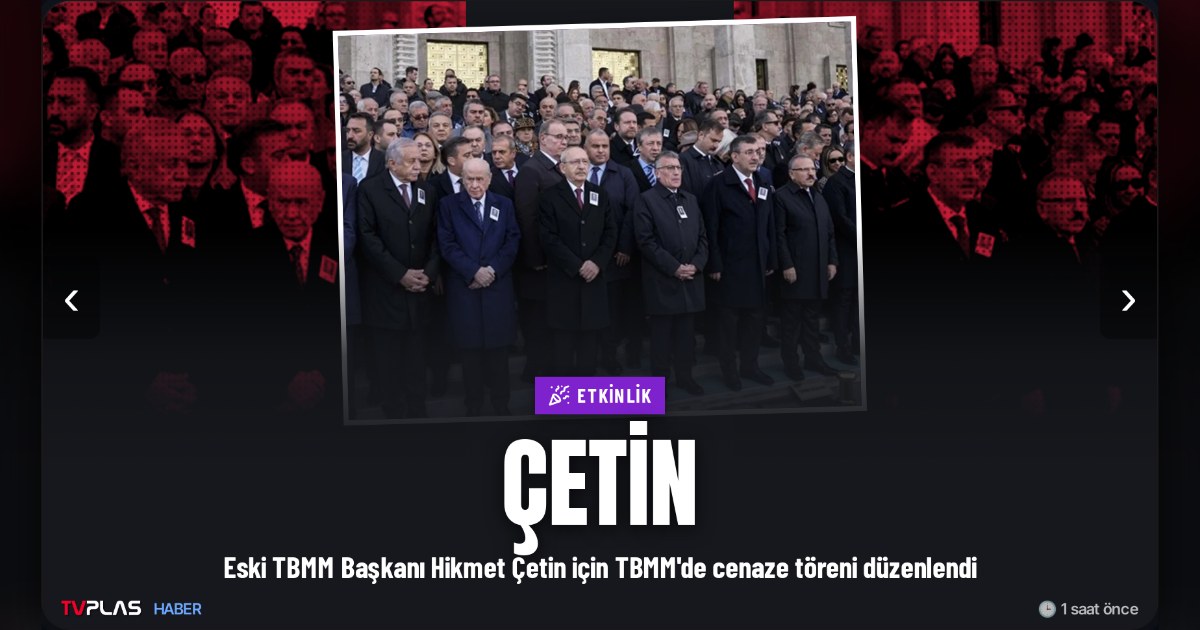 ETKİNLİK
ÇETİN
Eski TBMM Başkanı Hikmet Çetin için TBMM'de cenaze töreni düzenlendi
TVPLAS HABER
1 saat önce